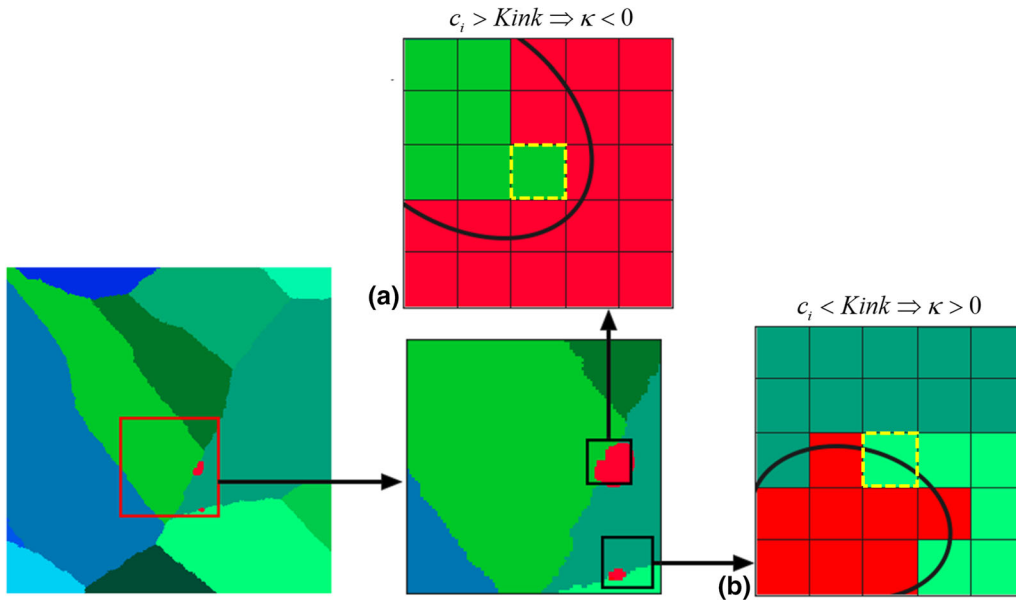 c_i > Kink ⇒ κ < 0
(a)
c_i < Kink ⇒ κ > 0
(b)